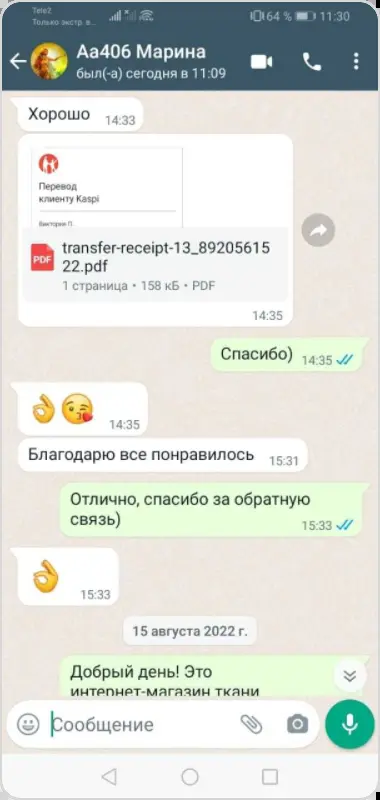 Tele2
Только экстр. в...
64 %
11:30
Аа406 Марина
был(-а) сегодня в 11:09
Хорошо
14:33
Перевод
клиенту Kaspi
Виктория П.
PDF
transfer-receipt-13_89205615
22.pdf
1 страница • 158 кБ • PDF
14:35
Спасибо)
14:35
14:35
Благодарю все понравилось
15:31
Отлично, спасибо за обратную
связь)
15:33
15:33
15 августа 2022 г.
Добрый день! Это
интернет-магазин ткани
Сообщение